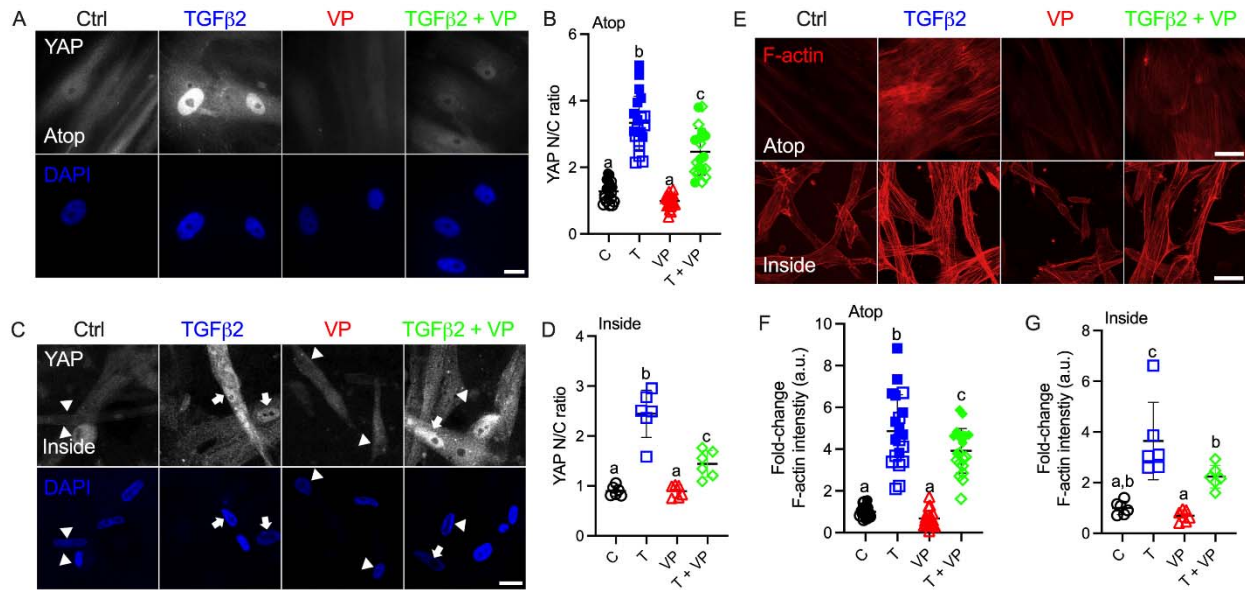 A
Ctrl TGFβ2 VP TGFβ2 + VP
YAP
Atop
DAPI
B
Atop
YAP N/C ratio
6
4
2
0
a b a c
C T VP T + VP
C
Ctrl TGFβ2 VP TGFβ2 + VP
YAP
Inside
DAPI
D
Inside
YAP N/C ratio
4
3
2
1
0
a b a c
C T VP T + VP
E
Ctrl TGFβ2 VP TGFβ2 + VP
F-actin
Atop
Inside
F
Atop
Fold-change
F-actin intenstiy (a.u.)
10
8
6
4
2
0
a b a c
C T VP T + VP
G
Inside
Fold-change
F-actin intenstiy (a.u.)
8
6
4
2
0
a,b c a b
C T VP T + VP